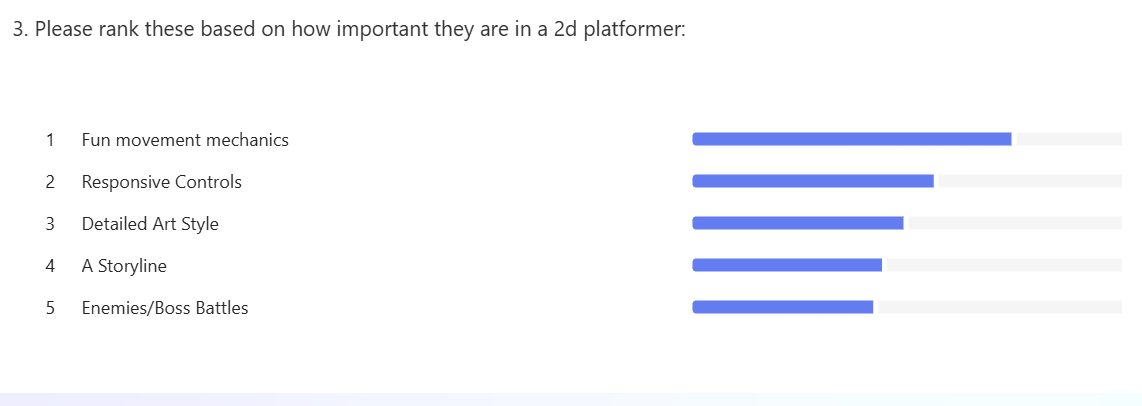 3. Please rank these based on how important they are in a 2d platformer:
1 Fun movement mechanics
2 Responsive Controls
3 Detailed Art Style
4 A Storyline
5 Enemies/Boss Battles